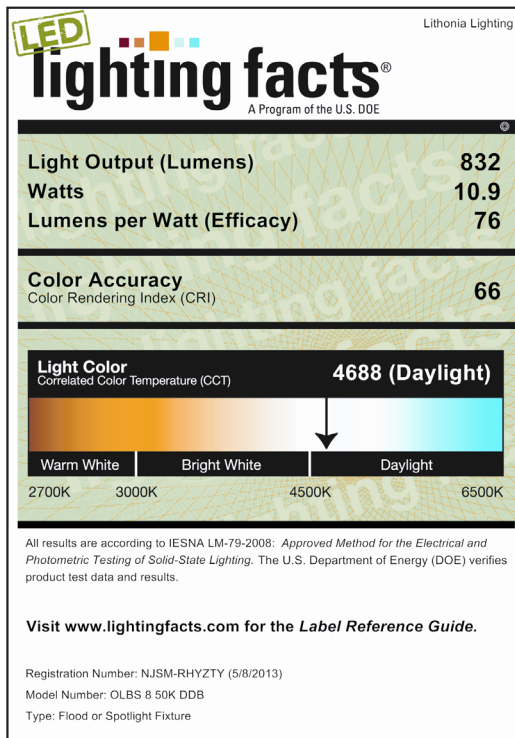 Lithonia Lighting
LED
lighting facts®
A Program of the U.S. DOE
Light Output (Lumens) 832
Watts 10.9
Lumens per Watt (Efficacy) 76
Color Accuracy
Color Rendering Index (CRI) 66
Light Color
Correlated Color Temperature (CCT) 4688 (Daylight)
Warm White Bright White Daylight
2700K 3000K 4500K 6500K
All results are according to IESNA LM-79-2008: Approved Method for the Electrical and
Photometric Testing of Solid-State Lighting. The U.S. Department of Energy (DOE) verifies
product test data and results.
Visit www.lightingfacts.com for the Label Reference Guide.
Registration Number: NJSM-RHYZTY (5/8/2013)
Model Number: OLBS 8 50K DDB
Type: Flood or Spotlight Fixture